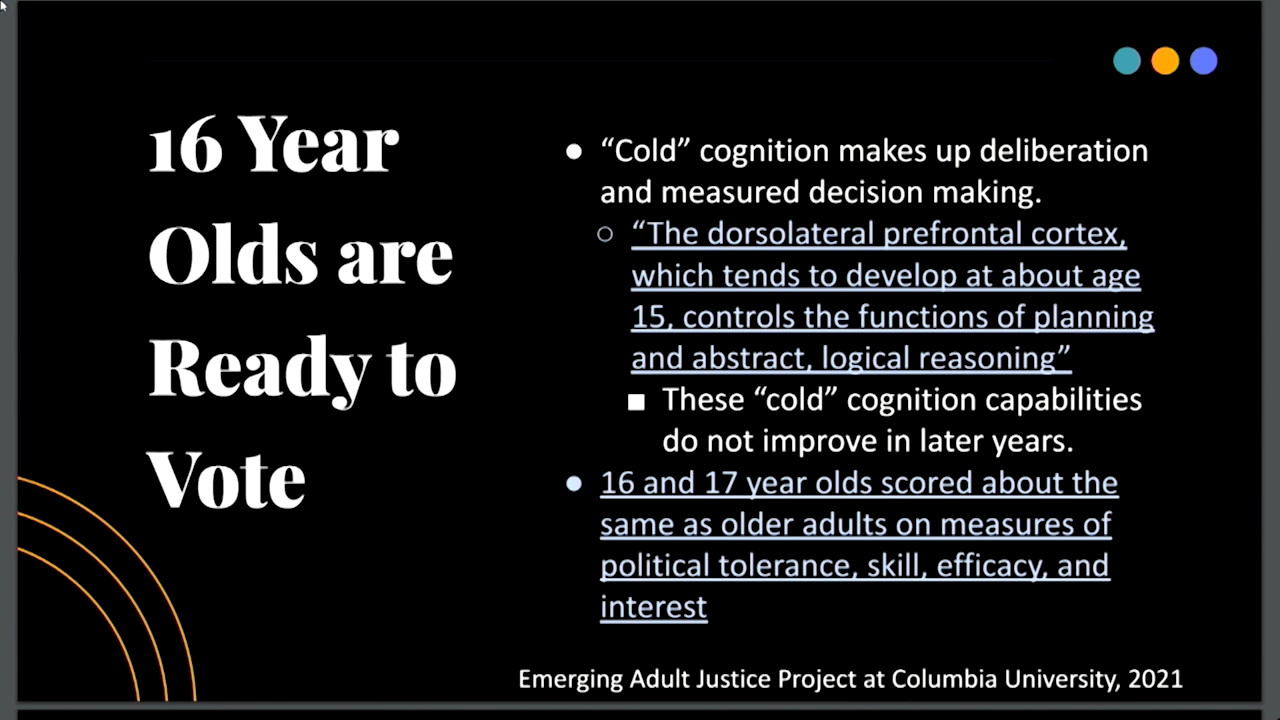 16 Year
Olds are
Ready to
Vote
● “Cold” cognition makes up deliberation
and measured decision making.
○ “The dorsolateral prefrontal cortex,
which tends to develop at about age
15, controls the functions of planning
and abstract, logical reasoning”
■ These “cold” cognition capabilities
do not improve in later years.
● 16 and 17 year olds scored about the
same as older adults on measures of
political tolerance, skill, efficacy, and
interest
Emerging Adult Justice Project at Columbia University, 2021